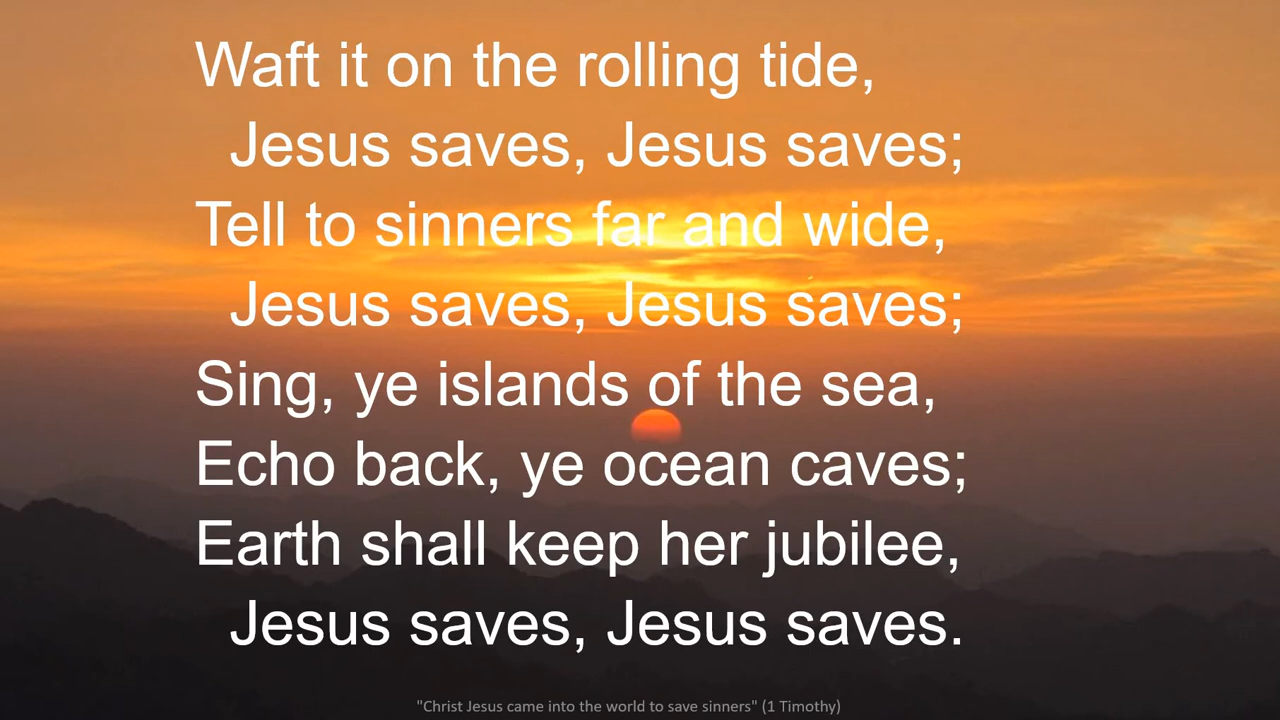 Waft it on the rolling tide,
Jesus saves, Jesus saves;
Tell to sinners far and wide,
Jesus saves, Jesus saves;
Sing, ye islands of the sea,
Echo back, ye ocean caves;
Earth shall keep her jubilee,
Jesus saves, Jesus saves.
"Christ Jesus came into the world to save sinners" (1 Timothy)